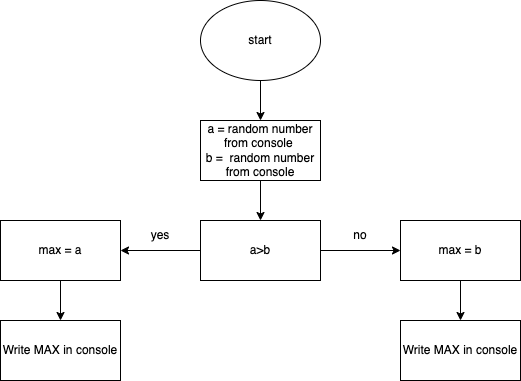 start
a = random number
from console
b =  random number
from console
yes
no
max = a
a>b
max = b
Write MAX in console
Write MAX in console